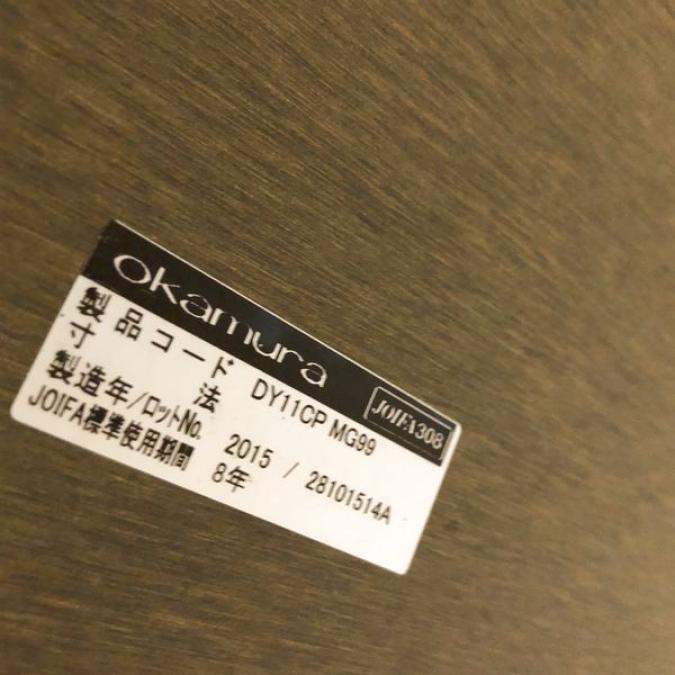 okamura
JOIFA308
製品コード DY11CP MG99
寸法
製造年/ロットNo. 2015 / 28101514A
JOIFA標準使用期間 8年